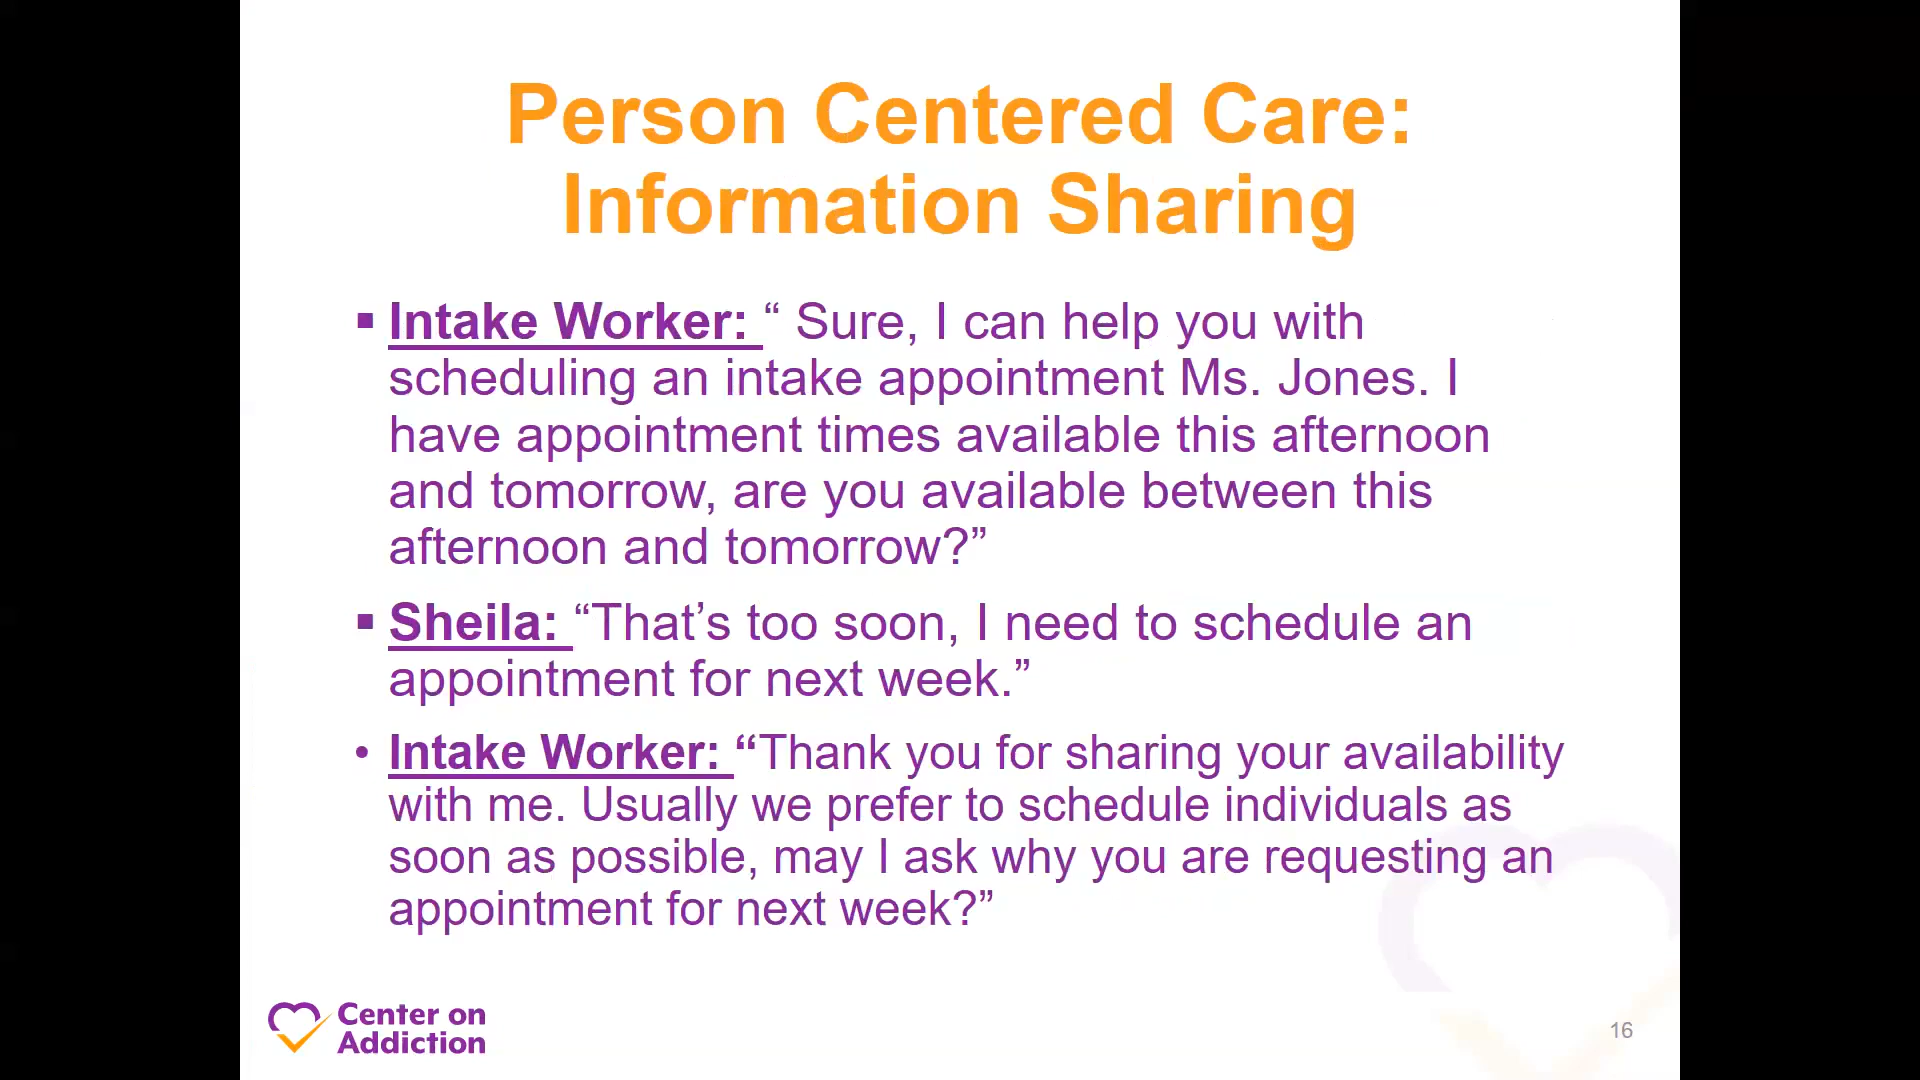 Person Centered Care:
Information Sharing
▪ Intake Worker: “ Sure, I can help you with
scheduling an intake appointment Ms. Jones. I
have appointment times available this afternoon
and tomorrow, are you available between this
afternoon and tomorrow?”
▪ Sheila: “That’s too soon, I need to schedule an
appointment for next week.”
• Intake Worker: “Thank you for sharing your availability
with me. Usually we prefer to schedule individuals as
soon as possible, may I ask why you are requesting an
appointment for next week?”
Center on
Addiction
16